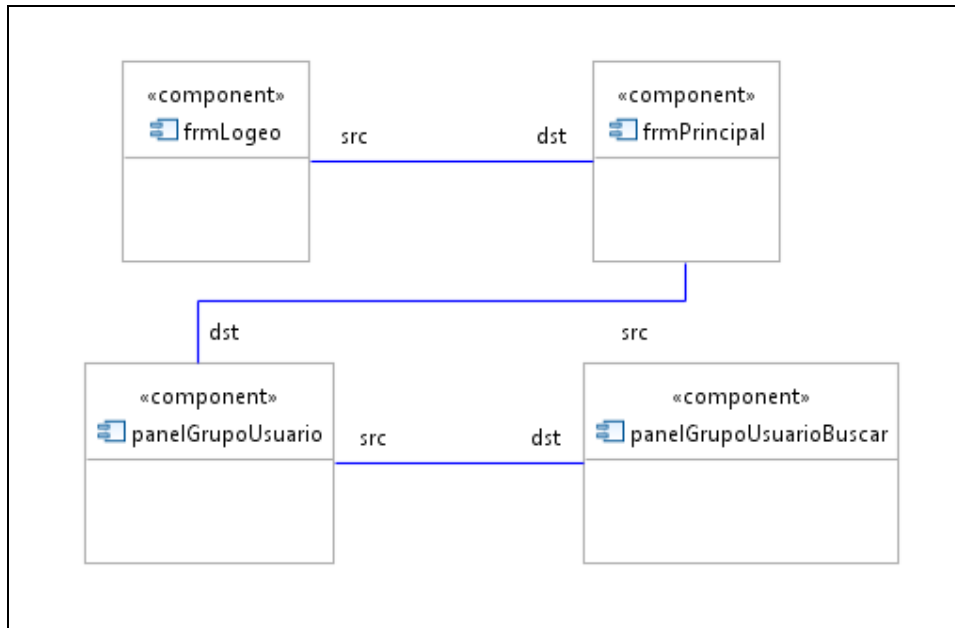 «component»
frmLogeo
«component»
frmPrincipal
src
dst
dst
src
«component»
panelGrupoUsuario
«component»
panelGrupoUsuarioBuscar
src
dst